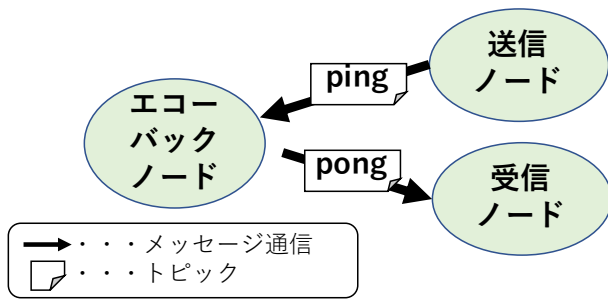 送信
ノード
ping
エコー
バック
ノード
pong
受信
ノード
・・・メッセージ通信
・・・トピック